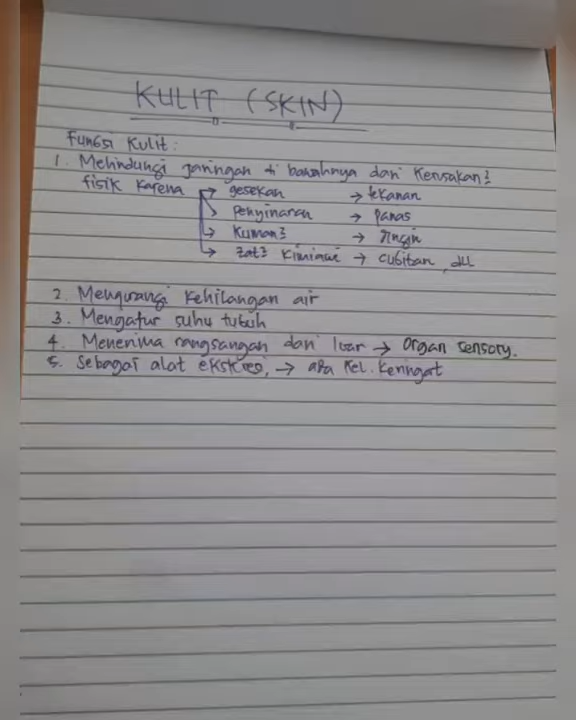 KULIT (SKIN)
Fungsi Kulit:
1. Melindungi jaringan di bawahnya dari Kerusakan2
fisik karena → gesekan → tekanan
→ Penyinaran → panas
→ Kuman2 → dingin
→ zat2 kimiawi → cubitan, dll
2. Mengurangi kehilangan air
3. Mengatur suhu tubuh
4. Menerima rangsangan dari luar → organ sensory.
5. Sebagai alat ekskresi, → apa kel. keringat